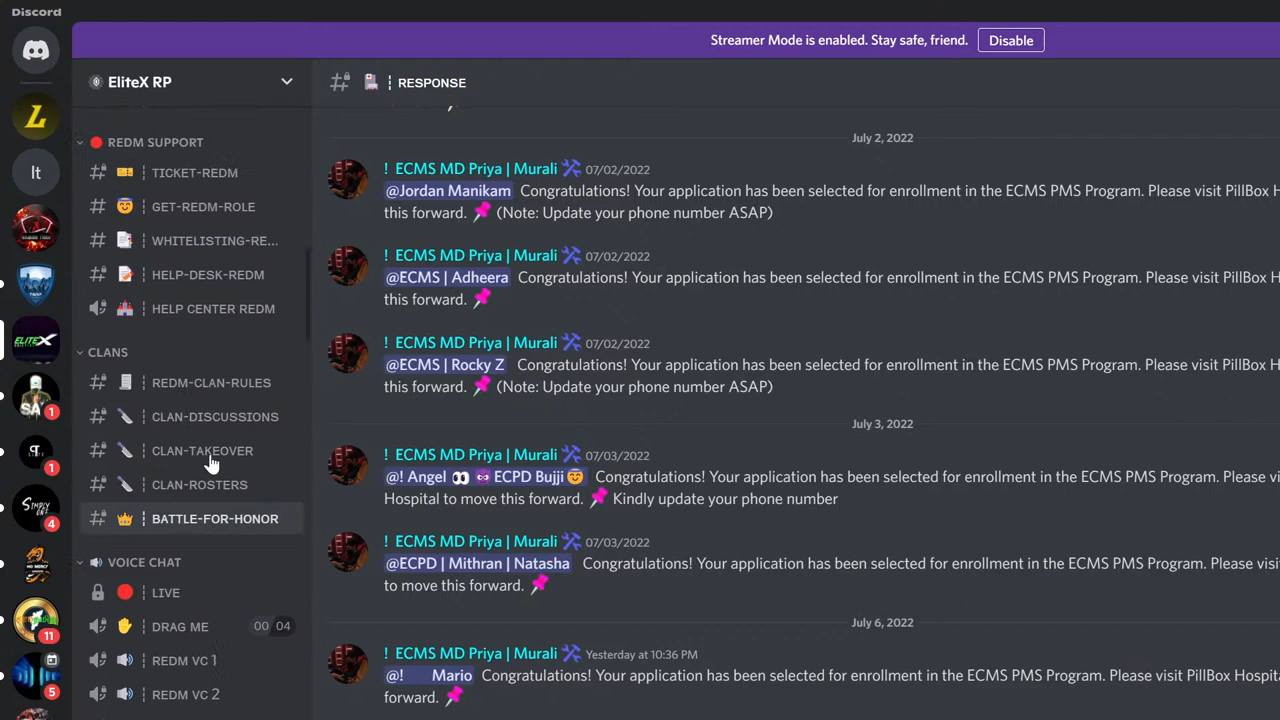 Discord
Streamer Mode is enabled. Stay safe, friend.
Disable
EliteX RP
RESPONSE
REDM SUPPORT
TICKET-REDM
GET-REDM-ROLE
WHITELISTING-RE...
HELP-DESK-REDM
HELP CENTER REDM
CLANS
REDM-CLAN-RULES
CLAN-DISCUSSIONS
CLAN-TAKEOVER
CLAN-ROSTERS
BATTLE-FOR-HONOR
VOICE CHAT
LIVE
DRAG ME
00 04
REDM VC 1
REDM VC 2
L
It
ELITEX
SA
1
1
SIMPLY
4
NO MERCY
11
5
July 2, 2022
! ECMS MD Priya | Murali 07/02/2022
@Jordan Manikam Congratulations! Your application has been selected for enrollment in the ECMS PMS Program. Please visit PillBox H
this forward. 📌 (Note: Update your phone number ASAP)
! ECMS MD Priya | Murali 07/02/2022
@ECMS | Adheera Congratulations! Your application has been selected for enrollment in the ECMS PMS Program. Please visit PillBox H
this forward. 📌
! ECMS MD Priya | Murali 07/02/2022
@ECMS | Rocky Z Congratulations! Your application has been selected for enrollment in the ECMS PMS Program. Please visit PillBox H
this forward. 📌 (Note: Update your phone number ASAP)
July 3, 2022
! ECMS MD Priya | Murali 07/03/2022
@! Angel 👀 😈 ECPD Bujji 😇 Congratulations! Your application has been selected for enrollment in the ECMS PMS Program. Please vi
Hospital to move this forward. 📌 Kindly update your phone number
! ECMS MD Priya | Murali 07/03/2022
@ECPD | Mithran | Natasha Congratulations! Your application has been selected for enrollment in the ECMS PMS Program. Please visi
to move this forward. 📌
July 6, 2022
! ECMS MD Priya | Murali Yesterday at 10:36 PM
@! Mario Congratulations! Your application has been selected for enrollment in the ECMS PMS Program. Please visit PillBox Hospita
forward. 📌